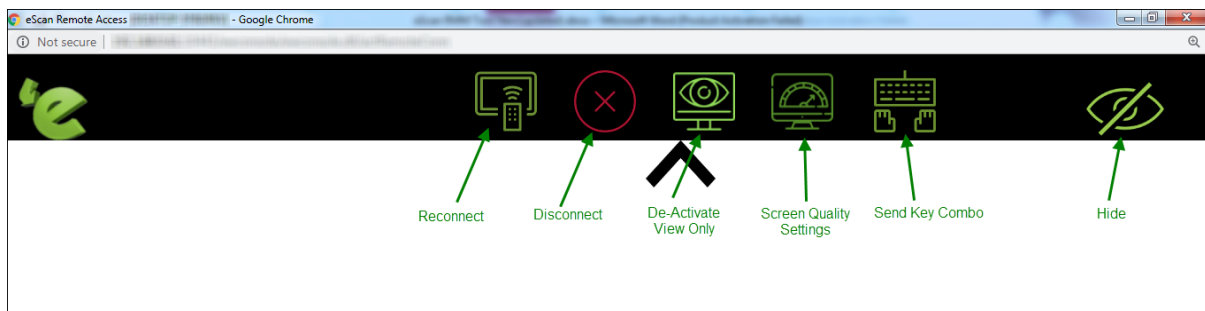 eScan Remote Access - Google Chrome
Not secure
Reconnect
Disconnect
De-Activate
View Only
Screen Quality
Settings
Send Key Combo
Hide